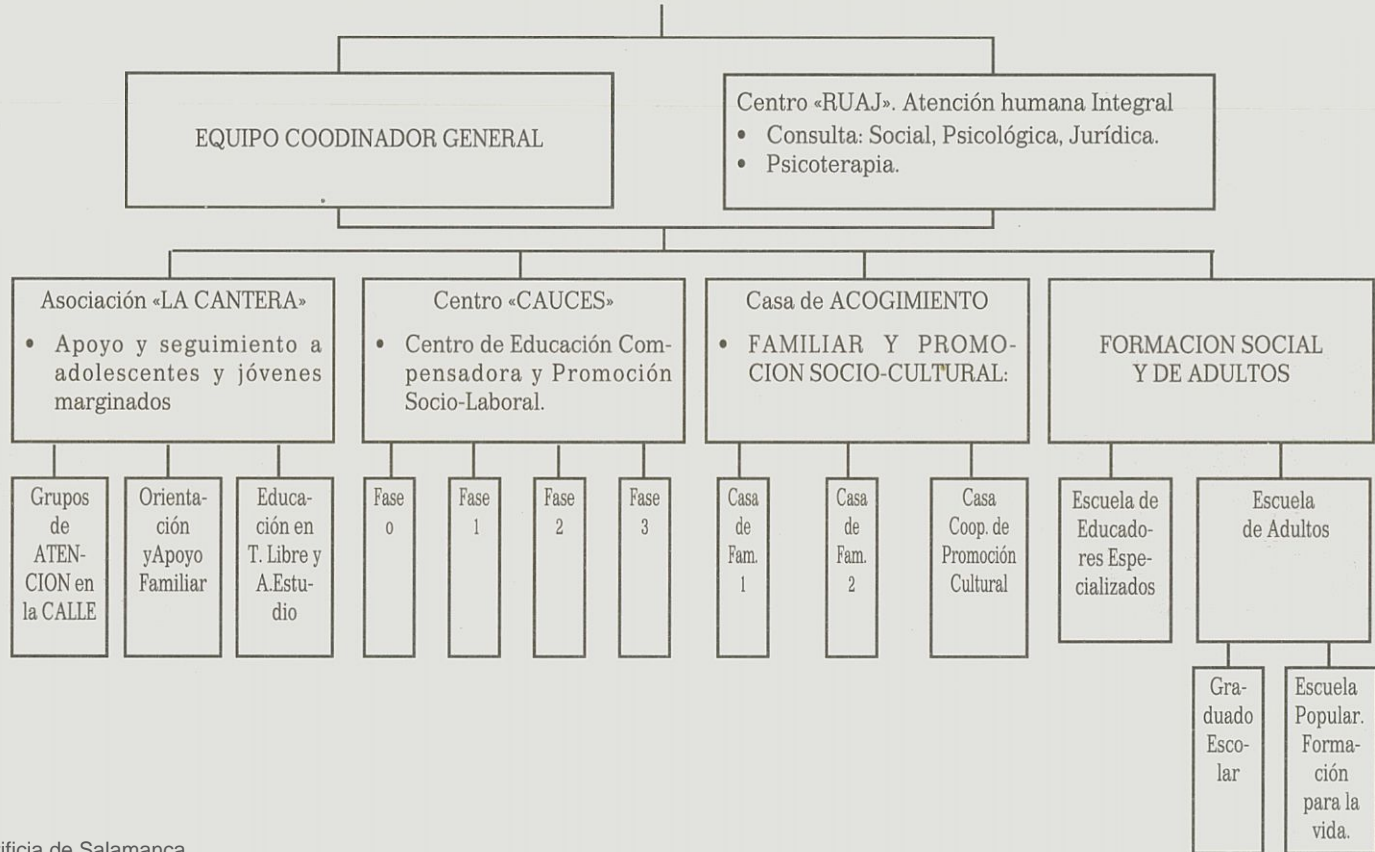 EQUIPO COODINADOR GENERAL
Centro «RUAJ». Atención humana Integral
• Consulta: Social, Psicológica, Jurídica.
• Psicoterapia.
Asociación «LA CANTERA»
• Apoyo y seguimiento a
adolescentes y jóvenes
marginados
Centro «CAUCES»
• Centro de Educación Com-
pensadora y Promoción
Socio-Laboral.
Casa de ACOGIMIENTO
• FAMILIAR Y PROMO-
CION SOCIO-CULTURAL:
FORMACION SOCIAL
Y DE ADULTOS
Grupos
de
ATEN-
CION en
la CALLE
Orienta-
ción
yApoyo
Familiar
Educa-
ción en
T. Libre y
A.Estu-
dio
Fase
0
Fase
1
Fase
2
Fase
3
Casa
de
Fam.
1
Casa
de
Fam.
2
Casa
Coop. de
Promoción
Cultural
Escuela de
Educado-
res Espe-
cializados
Escuela
de Adultos
Gra-
duado
Esco-
lar
Escuela
Popular.
Forma-
ción
para la
vida.
ificia de Salamanca